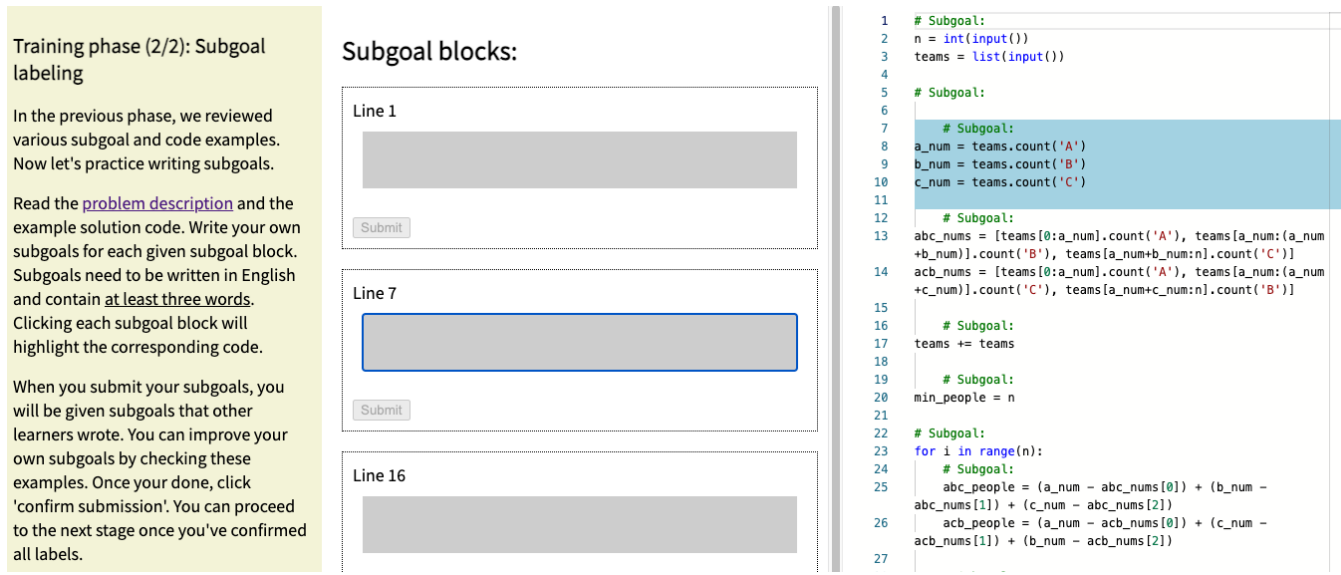 Training phase (2/2): Subgoal
labeling
In the previous phase, we reviewed
various subgoal and code examples.
Now let's practice writing subgoals.
Read the problem description and the
example solution code. Write your own
subgoals for each given subgoal block.
Subgoals need to be written in English
and contain at least three words.
Clicking each subgoal block will
highlight the corresponding code.
When you submit your subgoals, you
will be given subgoals that other
learners wrote. You can improve your
own subgoals by checking these
examples. Once your done, click
'confirm submission'. You can proceed
to the next stage once you've confirmed
all labels.
Subgoal blocks:
Line 1
Submit
Line 7
Submit
Line 16
1 # Subgoal:
2 n = int(input())
3 teams = list(input())
4
5 # Subgoal:
6
7 # Subgoal:
8 a_num = teams.count('A')
9 b_num = teams.count('B')
10 c_num = teams.count('C')
11
12 # Subgoal:
13 abc_nums = [teams[0:a_num].count('A'), teams[a_num:(a_num
+b_num)].count('B'), teams[a_num+b_num:n].count('C')]
14 acb_nums = [teams[0:a_num].count('A'), teams[a_num:(a_num
+c_num)].count('C'), teams[a_num+c_num:n].count('B')]
15
16 # Subgoal:
17 teams += teams
18
19 # Subgoal:
20 min_people = n
21
22 # Subgoal:
23 for i in range(n):
24 # Subgoal:
25 abc_people = (a_num - abc_nums[0]) + (b_num -
abc_nums[1]) + (c_num - abc_nums[2])
26 acb_people = (a_num - acb_nums[0]) + (c_num -
acb_nums[1]) + (b_num - acb_nums[2])
27